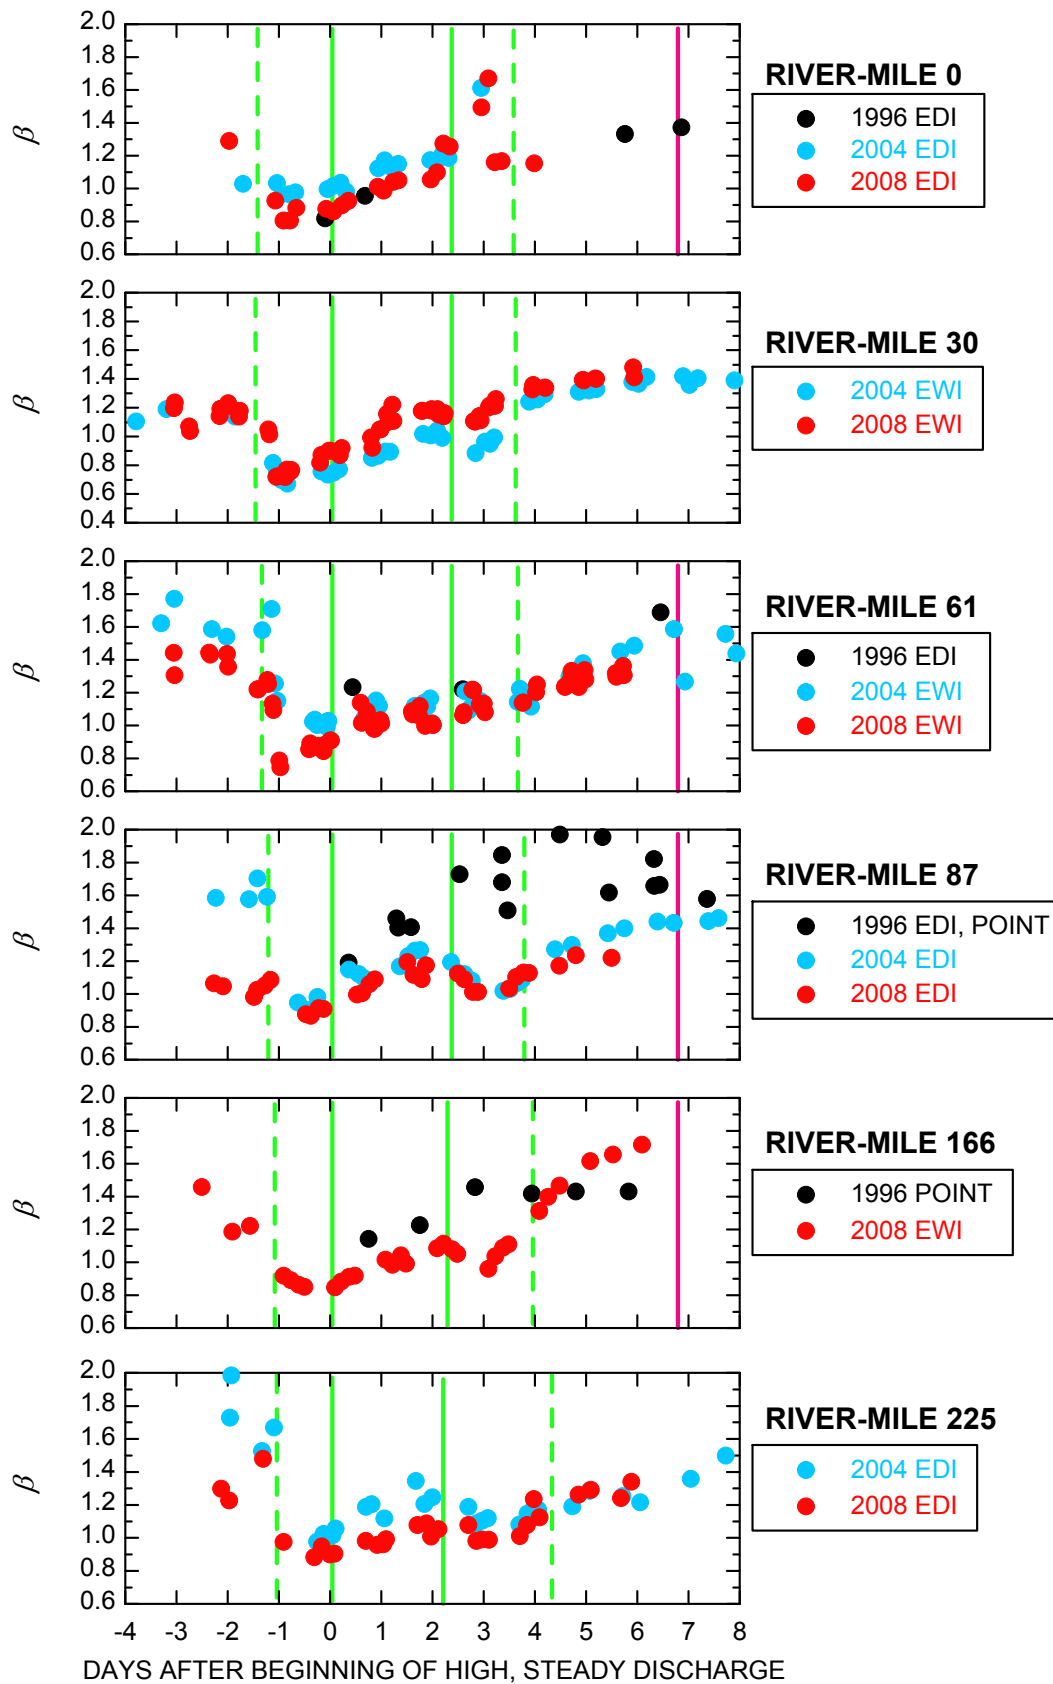 2.0
1.8
1.6
1.4
1.2
1.0
0.8
0.6
β
RIVER-MILE 0
1996 EDI
2004 EDI
2008 EDI
2.0
1.8
1.6
1.4
1.2
1.0
0.8
0.6
0.4
β
RIVER-MILE 30
2004 EWI
2008 EWI
2.0
1.8
1.6
1.4
1.2
1.0
0.8
0.6
β
RIVER-MILE 61
1996 EDI
2004 EWI
2008 EWI
2.0
1.8
1.6
1.4
1.2
1.0
0.8
0.6
β
RIVER-MILE 87
1996 EDI, POINT
2004 EDI
2008 EDI
2.0
1.8
1.6
1.4
1.2
1.0
0.8
0.6
β
RIVER-MILE 166
1996 POINT
2008 EWI
2.0
1.8
1.6
1.4
1.2
1.0
0.8
0.6
β
RIVER-MILE 225
2004 EDI
2008 EDI
-4 -3 -2 -1 0 1 2 3 4 5 6 7 8
DAYS AFTER BEGINNING OF HIGH, STEADY DISCHARGE